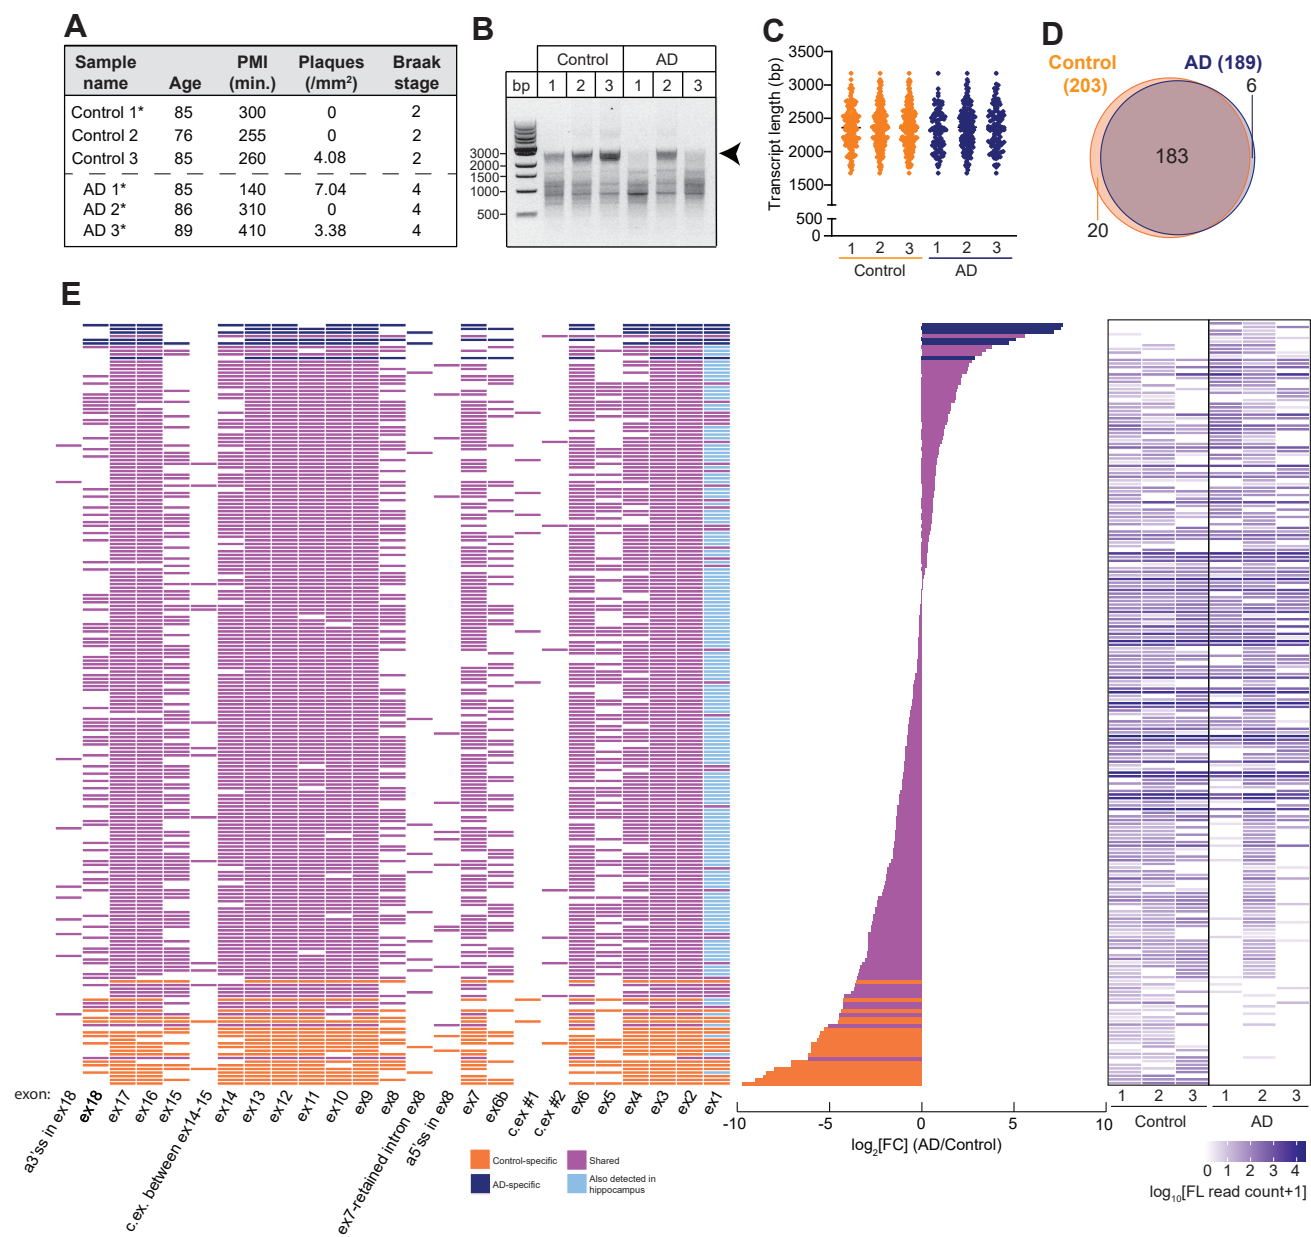 A
Sample name Age PMI (min.) Plaques (/mm²) Braak stage
Control 1* 85 300 0 2
Control 2 76 255 0 2
Control 3 85 260 4.08 2
AD 1* 85 140 7.04 4
AD 2* 86 310 0 4
AD 3* 89 410 3.38 4
B
Control AD
bp 1 2 3 1 2 3
3000
2000
1500
1000
500
C
Transcript length (bp)
3500
3000
2500
2000
1500
500
0
1 2 3 1 2 3
Control AD
D
Control (203)
AD (189)
6
183
20
E
exon: a3'ss in ex18 ex18 ex17 ex16 ex15 c.ex. between ex14-15 ex14 ex13 ex12 ex11 ex10 ex9 ex8 ex7-retained intron ex8 a5'ss in ex8 ex7 ex6b c.ex #1 c.ex #2 ex6 ex5 ex4 ex3 ex2 ex1
Control-specific Shared
AD-specific Also detected in hippocampus
-10 -5 0 5 10
log₂[FC] (AD/Control)
1 2 3 1 2 3
Control AD
0 1 2 3 4
log₁₀[FL read count+1]